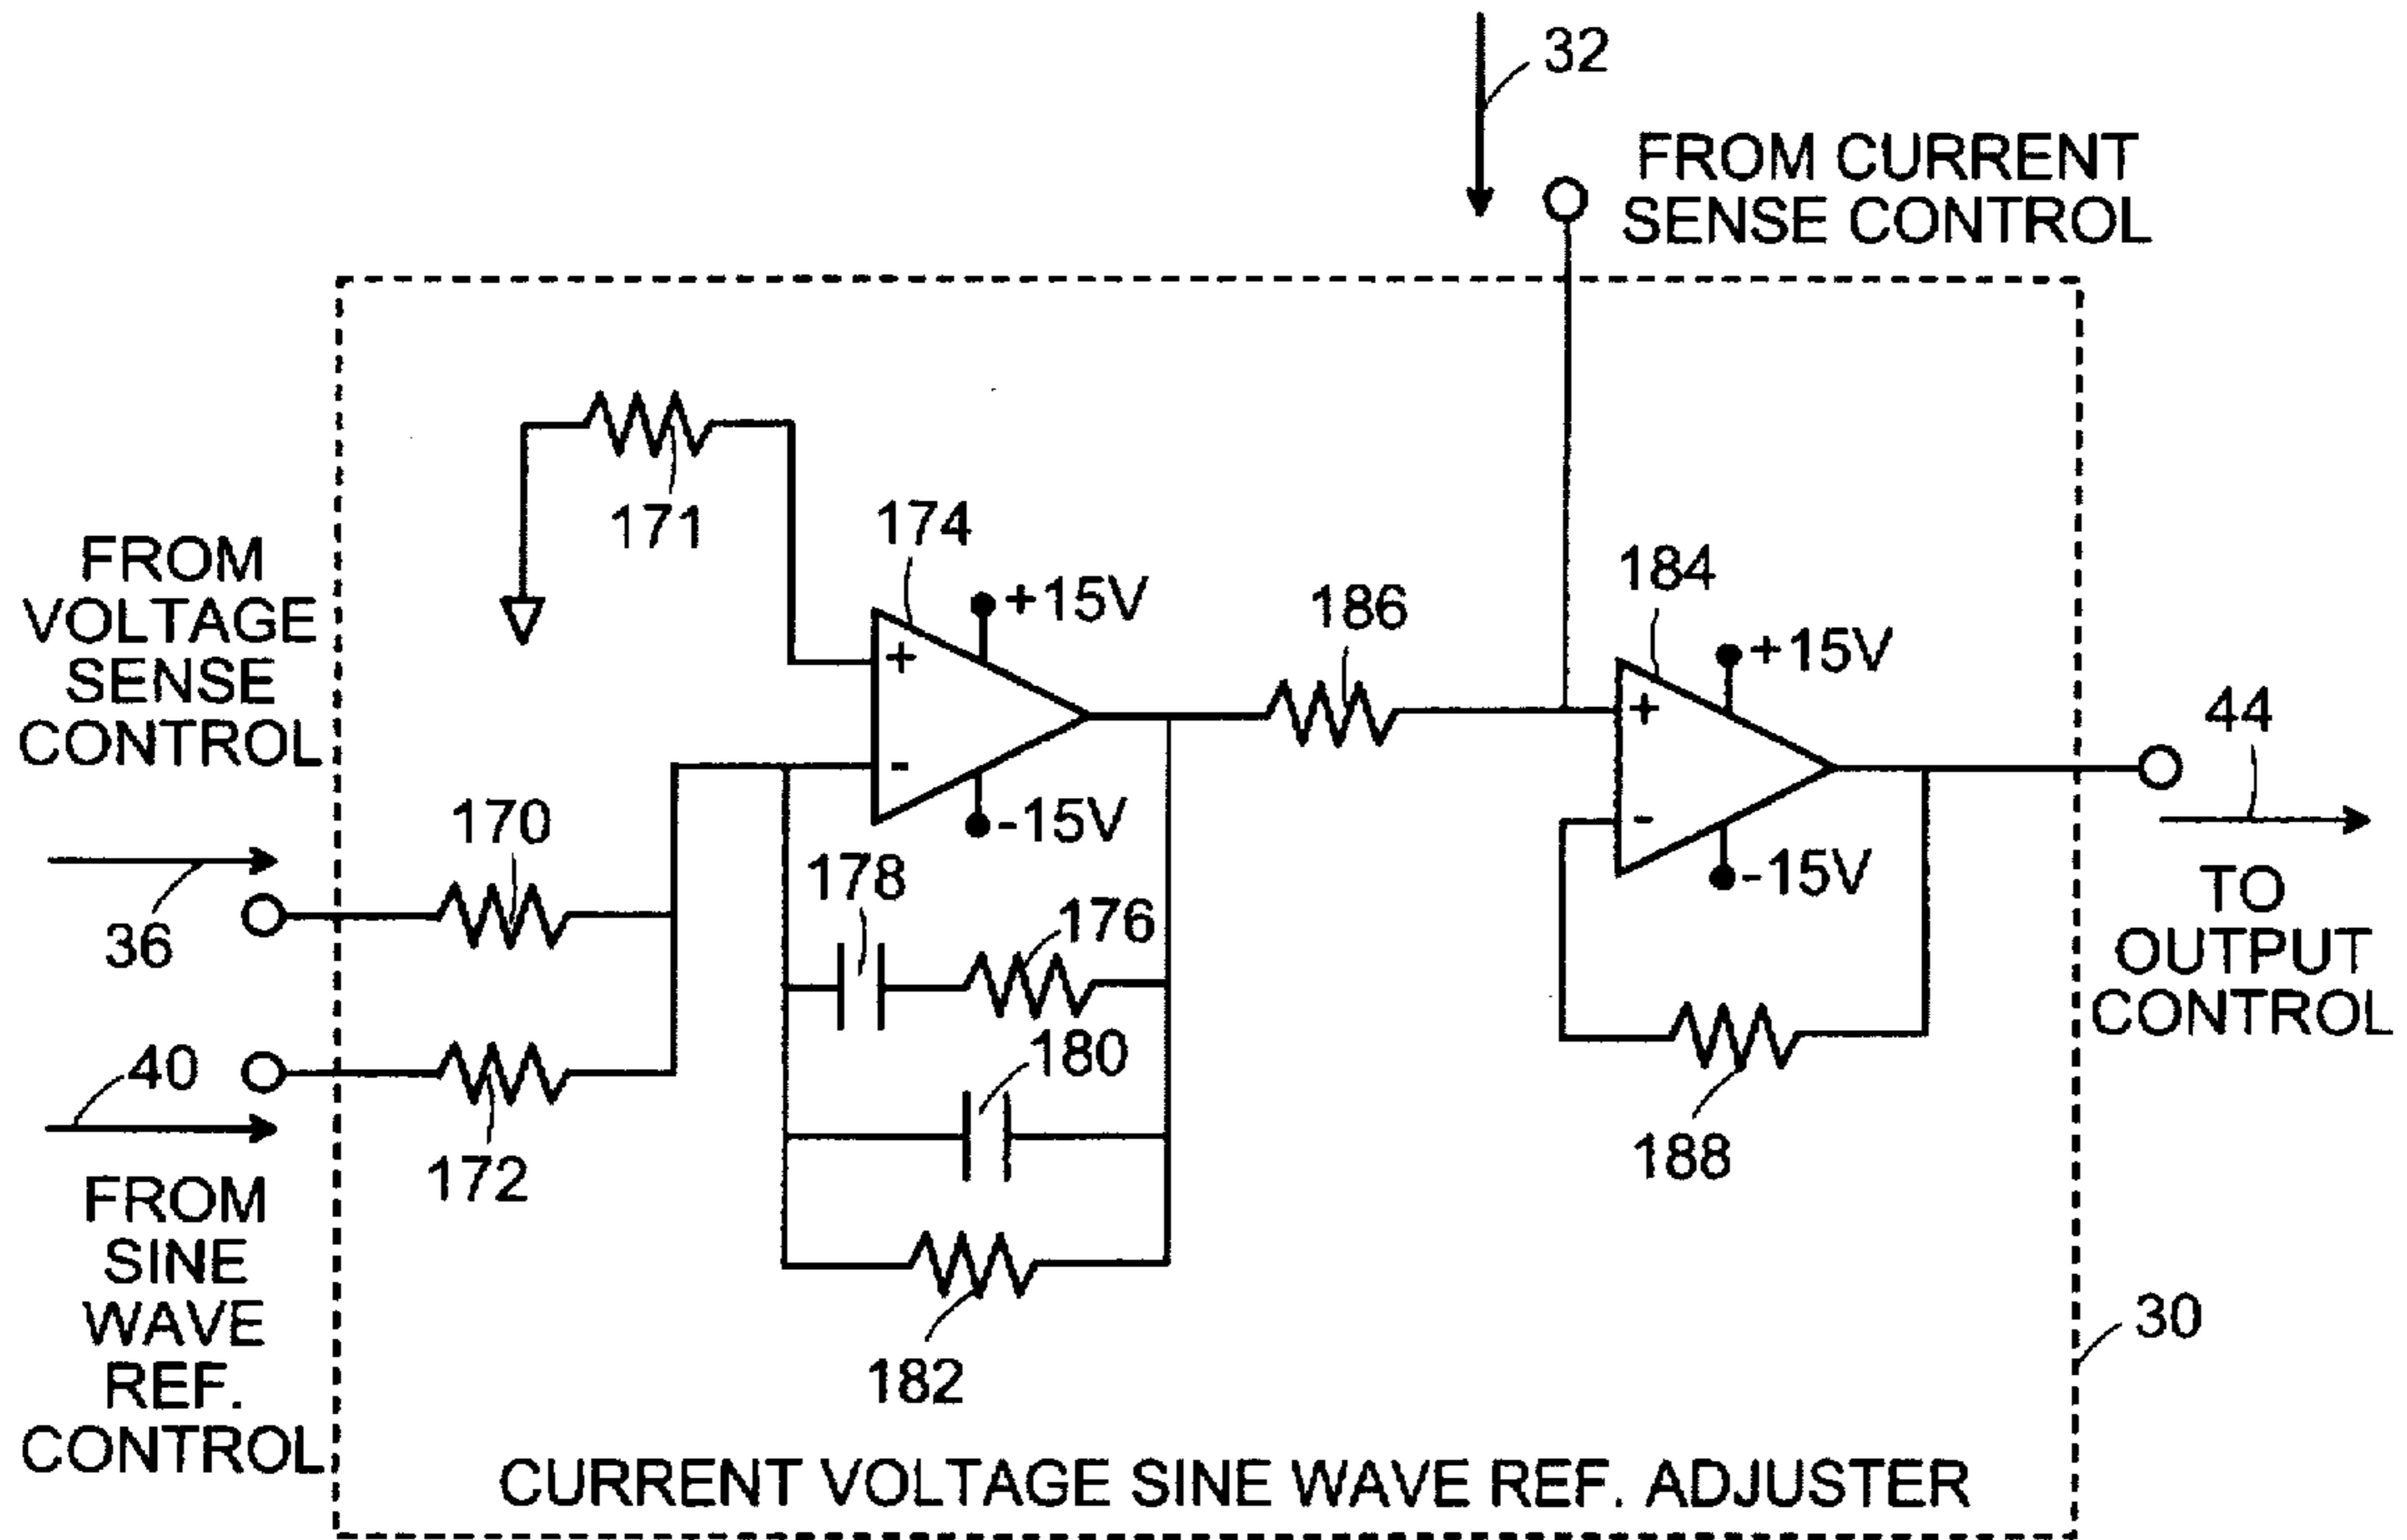 32
FROM CURRENT
SENSE CONTROL
171
174
+15V
+
-
-15V
186
184
+15V
+
-
-15V
44
TO
OUTPUT
CONTROL
FROM
VOLTAGE
SENSE
CONTROL
36
170
178
176
40
172
180
182
188
FROM
SINE
WAVE
REF.
CONTROL
30
CURRENT VOLTAGE SINE WAVE REF. ADJUSTER